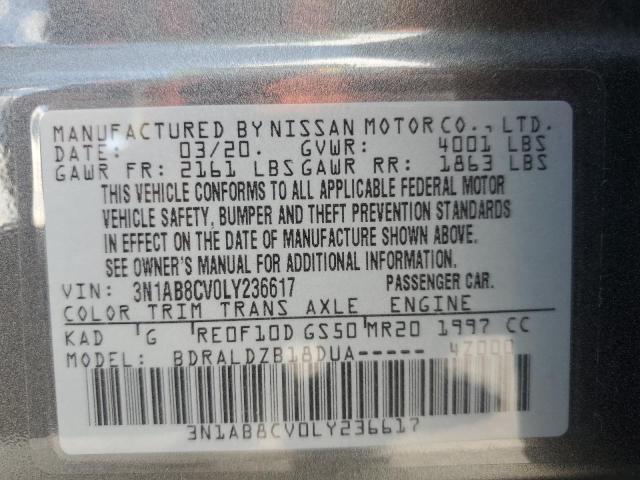 MANUFACTURED BY NISSAN MOTOR CO., LTD.
DATE: 03/20. GVWR: 4001 LBS
GAWR FR: 2161 LBS GAWR RR: 1863 LBS
THIS VEHICLE CONFORMS TO ALL APPLICABLE FEDERAL MOTOR
VEHICLE SAFETY, BUMPER AND THEFT PREVENTION STANDARDS
IN EFFECT ON THE DATE OF MANUFACTURE SHOWN ABOVE.
SEE OWNER'S MANUAL FOR ADDITIONAL INFORMATION.
VIN: 3N1AB8CV0LY236617 PASSENGER CAR.
COLOR TRIM TRANS AXLE ENGINE
KAD G RE0F10D GS50 MR20 1997 CC
MODEL: BDRALDZB18DUA----- 4Z000
3N1AB8CV0LY236617